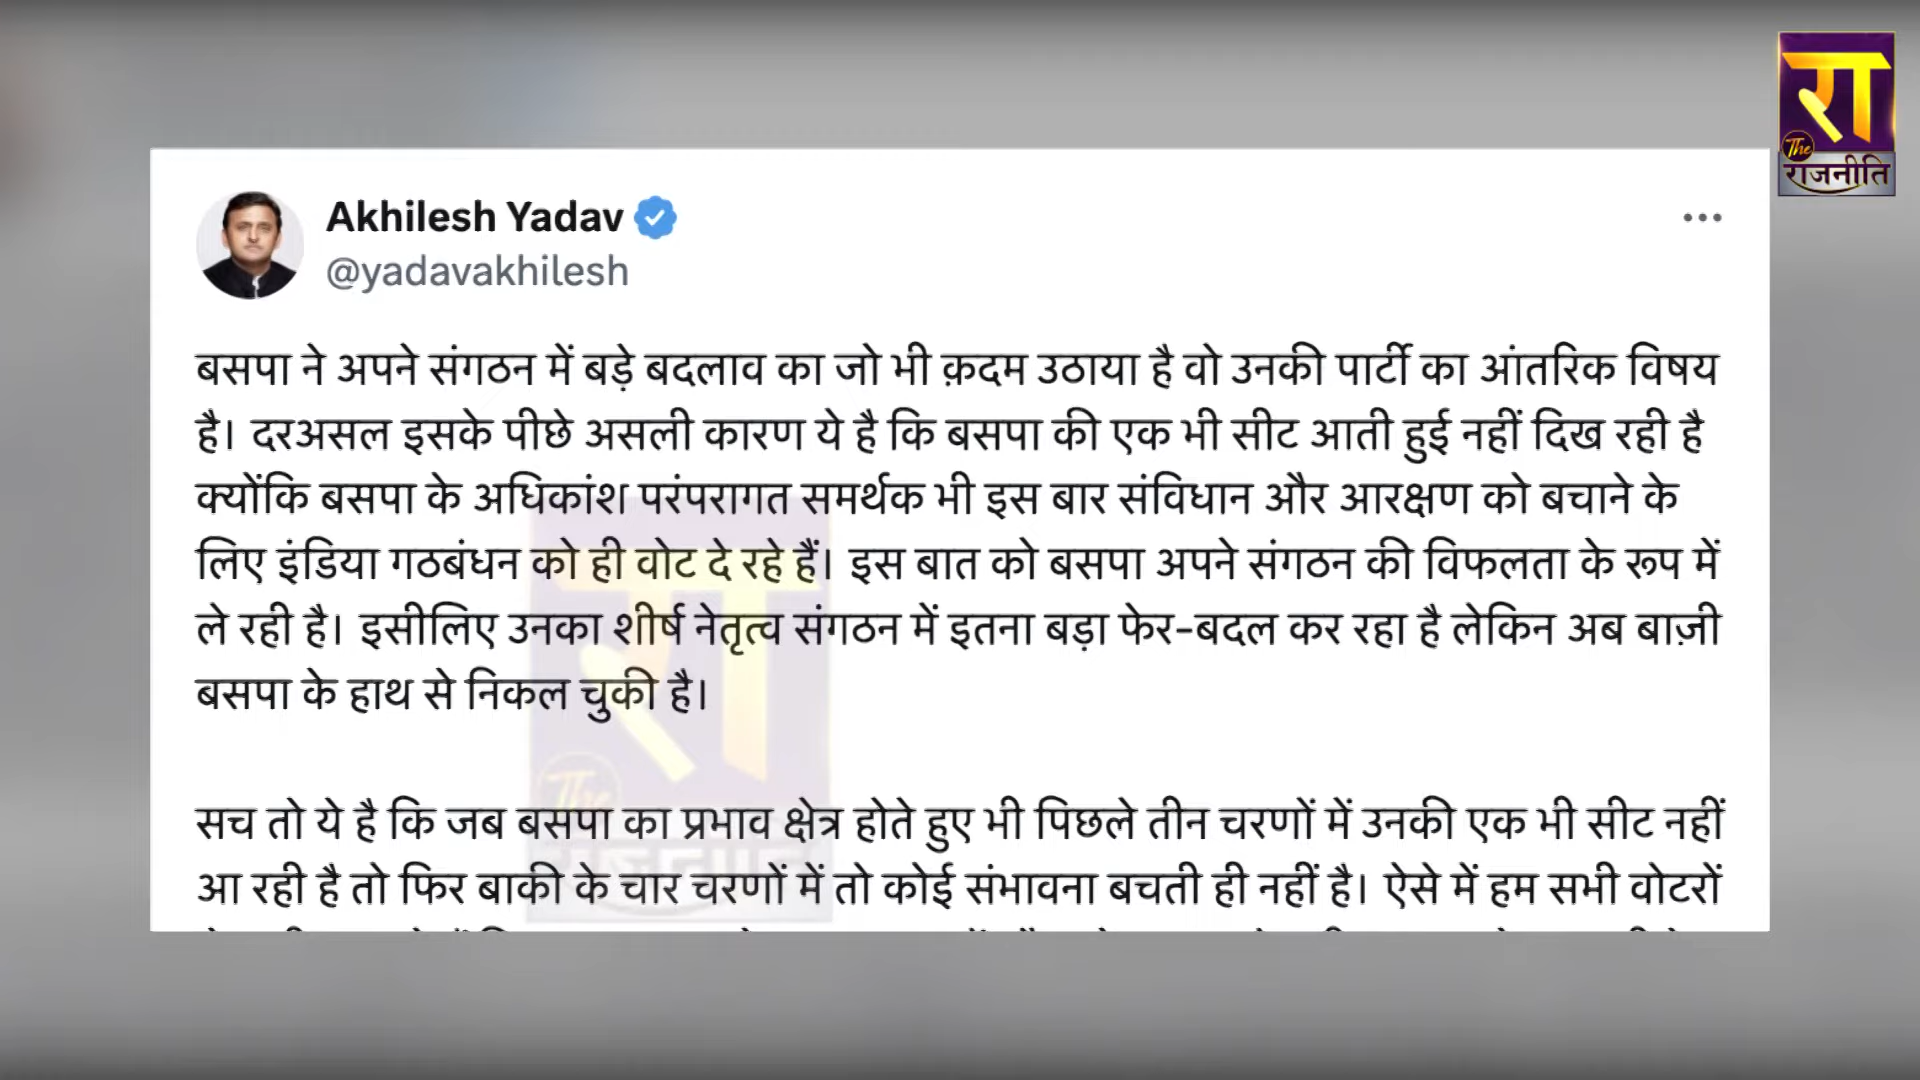 रा
The
राजनीति
Akhilesh Yadav
@yadavakhilesh
बसपा ने अपने संगठन में बड़े बदलाव का जो भी क़दम उठाया है वो उनकी पार्टी का आंतरिक विषय
है। दरअसल इसके पीछे असली कारण ये है कि बसपा की एक भी सीट आती हुई नहीं दिख रही है
क्योंकि बसपा के अधिकांश परंपरागत समर्थक भी इस बार संविधान और आरक्षण को बचाने के
लिए इंडिया गठबंधन को ही वोट दे रहे हैं। इस बात को बसपा अपने संगठन की विफलता के रूप में
ले रही है। इसीलिए उनका शीर्ष नेतृत्व संगठन में इतना बड़ा फेर-बदल कर रहा है लेकिन अब बाज़ी
बसपा के हाथ से निकल चुकी है।
सच तो ये है कि जब बसपा का प्रभाव क्षेत्र होते हुए भी पिछले तीन चरणों में उनकी एक भी सीट नहीं
आ रही है तो फिर बाकी के चार चरणों में तो कोई संभावना बचती ही नहीं है। ऐसे में हम सभी वोटरों